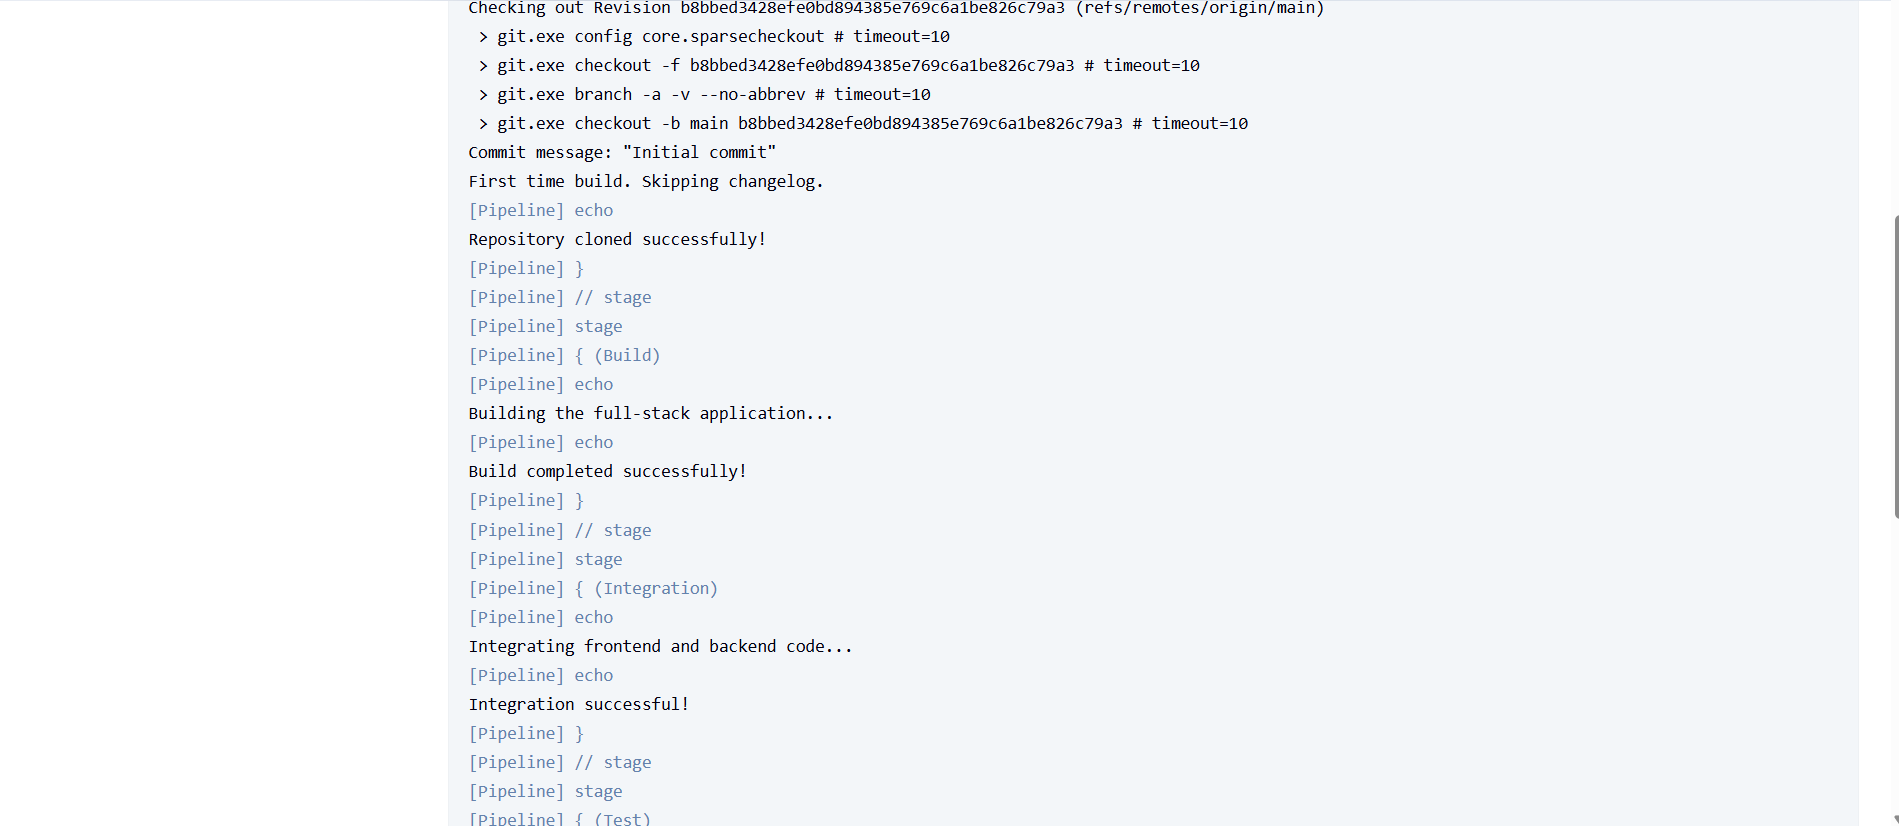 Checking out Revision b8bbed3428efe0bd894385e769c6a1be826c79a3 (refs/remotes/origin/main)
> git.exe config core.sparsecheckout # timeout=10
> git.exe checkout -f b8bbed3428efe0bd894385e769c6a1be826c79a3 # timeout=10
> git.exe branch -a -v --no-abbrev # timeout=10
> git.exe checkout -b main b8bbed3428efe0bd894385e769c6a1be826c79a3 # timeout=10
Commit message: "Initial commit"
First time build. Skipping changelog.
[Pipeline] echo
Repository cloned successfully!
[Pipeline] }
[Pipeline] // stage
[Pipeline] stage
[Pipeline] { (Build)
[Pipeline] echo
Building the full-stack application...
[Pipeline] echo
Build completed successfully!
[Pipeline] }
[Pipeline] // stage
[Pipeline] stage
[Pipeline] { (Integration)
[Pipeline] echo
Integrating frontend and backend code...
[Pipeline] echo
Integration successful!
[Pipeline] }
[Pipeline] // stage
[Pipeline] stage
[Pipeline] { (Test)